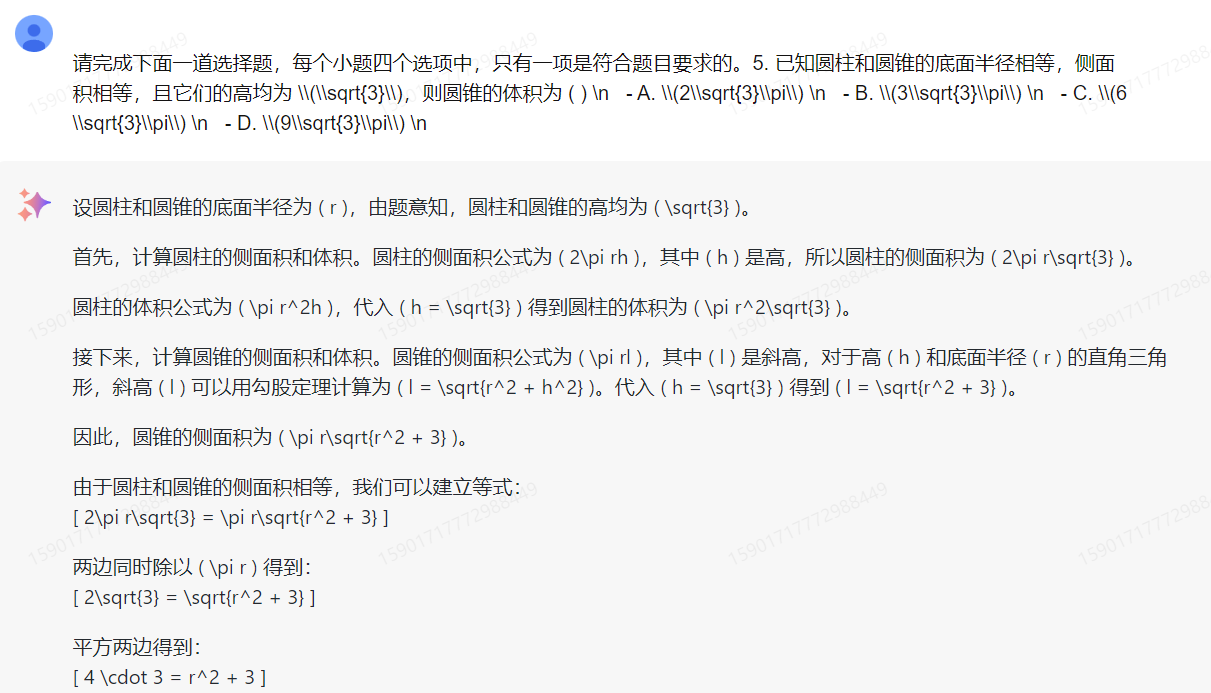 请完成下面一道选择题，每个小题四个选项中，只有一项是符合题目要求的。5. 已知圆柱和圆锥的底面半径相等，侧面
积相等，且它们的高均为 \\(\\sqrt{3}\\)，则圆锥的体积为 ( ) \n   - A. \\(2\\sqrt{3}\\pi\\) \n   - B. \\(3\\sqrt{3}\\pi\\) \n   - C. \\(6
\\sqrt{3}\\pi\\) \n   - D. \\(9\\sqrt{3}\\pi\\) \n
设圆柱和圆锥的底面半径为 ( r )，由题意知，圆柱和圆锥的高均为 ( \sqrt{3} )。
首先，计算圆柱的侧面积和体积。圆柱的侧面积公式为 ( 2\pi rh )，其中 ( h ) 是高，所以圆柱的侧面积为 ( 2\pi r\sqrt{3} )。
圆柱的体积公式为 ( \pi r^2h )，代入 ( h = \sqrt{3} ) 得到圆柱的体积为 ( \pi r^2\sqrt{3} )。
接下来，计算圆锥的侧面积和体积。圆锥的侧面积公式为 ( \pi rl )，其中 ( l ) 是斜高，对于高 ( h ) 和底面半径 ( r ) 的直角三角
形，斜高 ( l ) 可以用勾股定理计算为 ( l = \sqrt{r^2 + h^2} )。代入 ( h = \sqrt{3} ) 得到 ( l = \sqrt{r^2 + 3} )。
因此，圆锥的侧面积为 ( \pi r\sqrt{r^2 + 3} )。
由于圆柱和圆锥的侧面积相等，我们可以建立等式：
[ 2\pi r\sqrt{3} = \pi r\sqrt{r^2 + 3} ]
两边同时除以 ( \pi r ) 得到：
[ 2\sqrt{3} = \sqrt{r^2 + 3} ]
平方两边得到：
[ 4 \cdot 3 = r^2 + 3 ]
15901717772988449